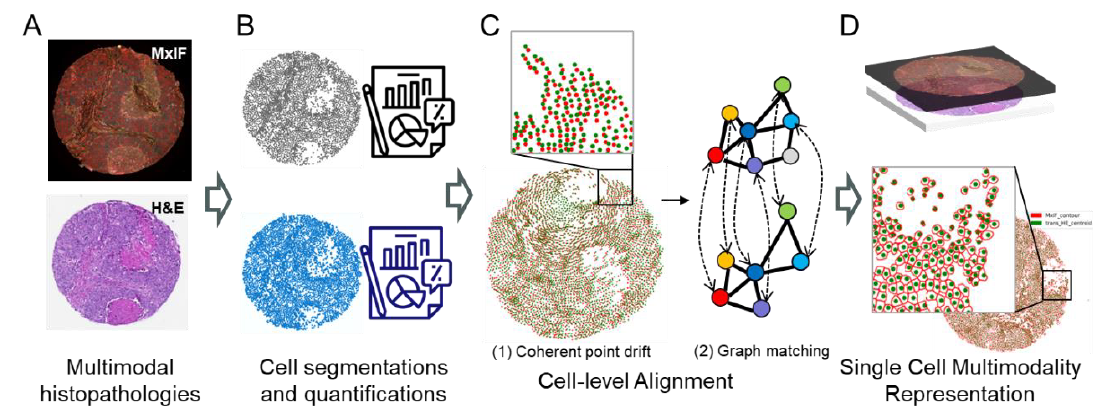 A
B
C
D
MxIF
H&E
MxIF_contour
trans_HE_centroid
(1) Coherent point drift
(2) Graph matching
Multimodal
histopathologies
Cell segmentations
and quantifications
Cell-level Alignment
Single Cell Multimodality
Representation